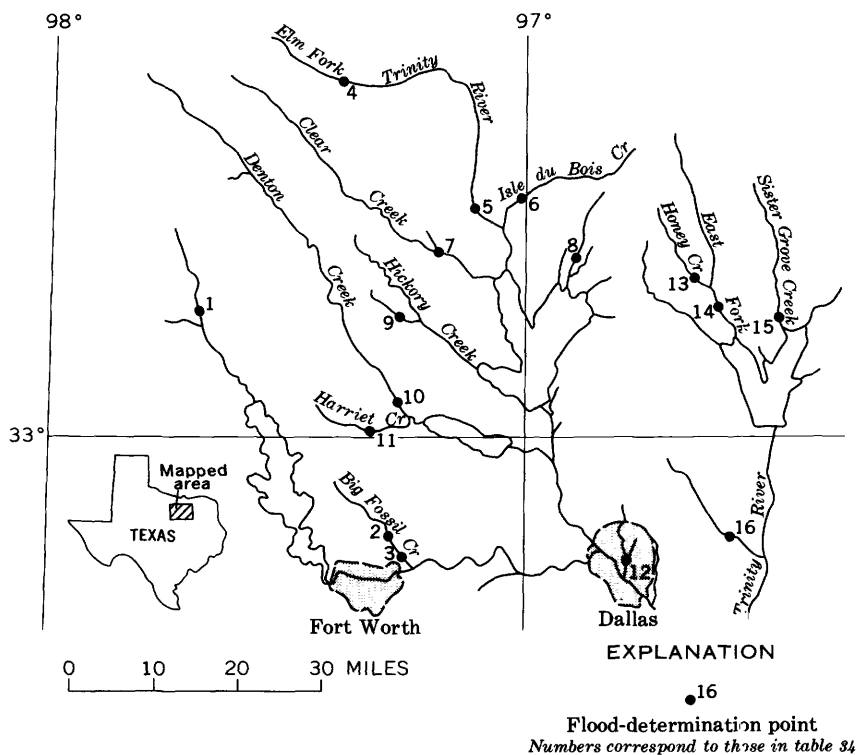 98°
97°
Elm Fork Trinity River
4
Clear Creek
Denton Creek
Isle du Bois Cr
5
6
7
8
Hickory Creek
9
Honey Cr
East Fork
Sister Grove Creek
13
14
15
1
10
Harriet Cr
11
33°
Mapped area
TEXAS
Big Fossil Cr
2
3
12
16
Trinity River
Fort Worth
Dallas
0 10 20 30 MILES
EXPLANATION
16
Flood-determination point
Numbers correspond to those in table 34